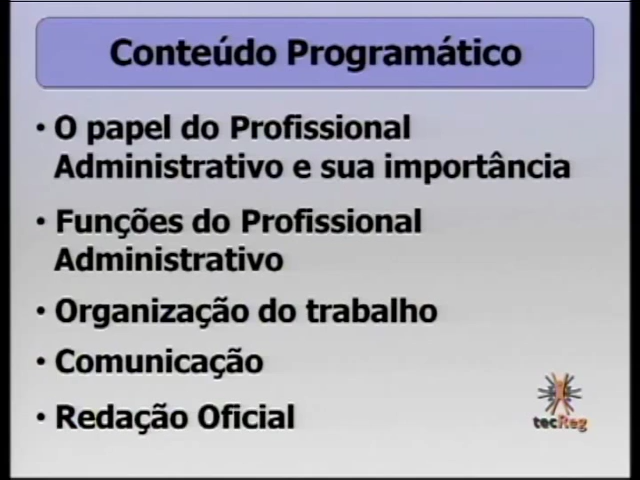 Conteúdo Programático
• O papel do Profissional
Administrativo e sua importância
• Funções do Profissional
Administrativo
• Organização do trabalho
• Comunicação
• Redação Oficial
tecReg